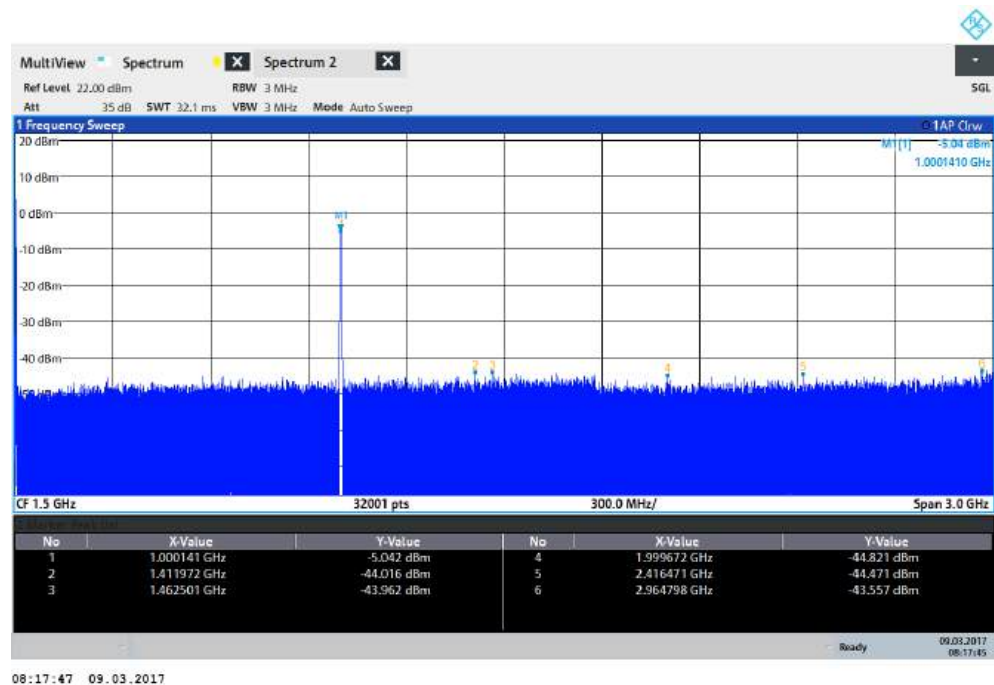 R&S
MultiView Spectrum X Spectrum 2 X
Ref Level 22.00 dBm RBW 3 MHz SGL
Att 35 dB SWT 32.1 ms VBW 3 MHz Mode Auto Sweep
1 Frequency Sweep 1AP Clrw
20 dBm M1[1] -5.04 dBm
1.0001410 GHz
10 dBm
0 dBm M1
-10 dBm
-20 dBm
-30 dBm
-40 dBm 2 3 4 5 6
CF 1.5 GHz 32001 pts 300.0 MHz/ Span 3.0 GHz
2 Marker Peak List
No X-Value Y-Value No X-Value Y-Value
1 1.000141 GHz -5.042 dBm 4 1.999672 GHz -44.821 dBm
2 1.411972 GHz -44.016 dBm 5 2.416471 GHz -44.471 dBm
3 1.462501 GHz -43.962 dBm 6 2.964798 GHz -43.557 dBm
Ready 09.03.2017
08:17:45
08:17:47 09.03.2017